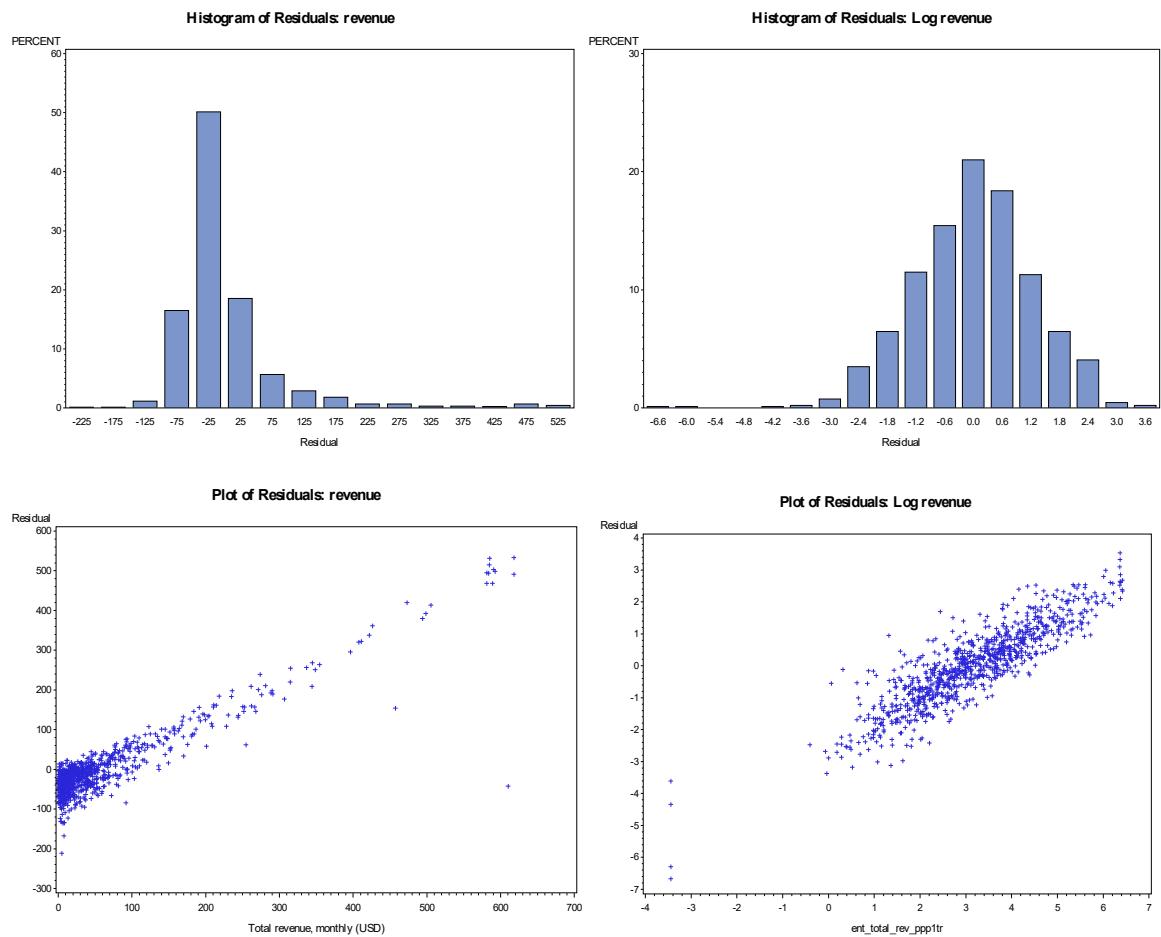 Histogram of Residuals: revenue
PERCENT
60
50
40
30
20
10
0
-225 -175 -125 -75 -25 25 75 125 175 225 275 325 375 425 475 525
Residual
Histogram of Residuals: Log revenue
PERCENT
30
20
10
0
-6.6 -6.0 -5.4 -4.8 -4.2 -3.6 -3.0 -2.4 -1.8 -1.2 -0.6 0.0 0.6 1.2 1.8 2.4 3.0 3.6
Residual
Plot of Residuals: revenue
Residual
600
500
400
300
200
100
0
-100
-200
-300
0 100 200 300 400 500 600 700
Total revenue, monthly (USD)
Plot of Residuals: Log revenue
Residual
4
3
2
1
0
-1
-2
-3
-4
-5
-6
-7
-4 -3 -2 -1 0 1 2 3 4 5 6 7
ent_total_rev_ppp1tr